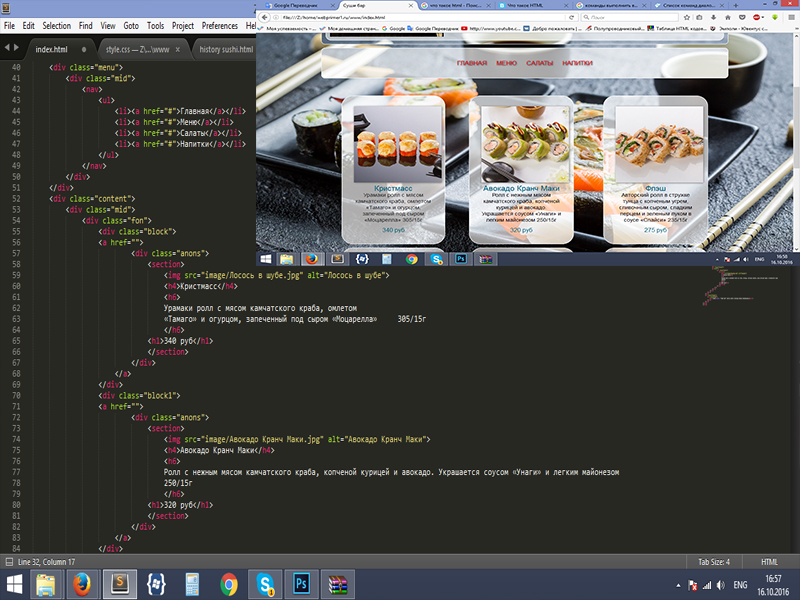 File Edit Selection Find View Goto Tools Project Preferences He
index.html
style.css — Z:\...\www
history sushi.html
Google Переводчик
Суши бар
что такое html - Поис...
Что такое HTML
команды выполнить в...
Список команд диало...
file:///Z:/home/webprimer1.ru/www/index.html
Поиск
Моя успеваемость -...
Моя домашняя стран...
Google
Google Переводчик
http://www.youtube.c...
Добро пожаловать |...
Полупроводниковый...
Таблица HTML кодов...
Эмполи - Ювентус с...
ГЛАВНАЯ МЕНЮ САЛАТЫ НАПИТКИ
Кристмасс
Урамаки ролл с мясом
камчатского краба, омлетом
«Тамаго» и огурцом,
запеченный под сыром
«Моцарелла» 305/15г
340 руб
Авокадо Кранч Маки
Ролл с нежным мясом
камчатского краба, копченой
курицей и авокадо.
Украшается соусом «Унаги» и
легким майонезом 250/15г
320 руб
Флэш
Авторский ролл в стружке
тунца с копченым угрем,
сливочным сыром, сладким
перцем и зеленым луком в
соусе «Спайси» 235/15г
275 руб
ENG
16:50
16.10.2016
40 <div class="menu">
41 <div class="mid">
42 <nav>
43 <ul>
44 <li><a href="#">Главная</a></li>
45 <li><a href="#">Меню</a></li>
46 <li><a href="#">Салаты</a></li>
47 <li><a href="#">Напитки</a></li>
48 </ul>
49 </nav>
50 </div>
51 </div>
52 <div class="content">
53 <div class="mid">
54 <div class="fon">
55 <div class="block">
56 <a href="">
57 <div class="anons">
58 <section>
59 <img src="image/Лосось в шубе.jpg" alt="Лосось в шубе">
60 <h4>Кристмасс</h4>
61 <h6>
62 Урамаки ролл с мясом камчатского краба, омлетом
63 «Тамаго» и огурцом, запеченный под сыром «Моцарелла» 305/15г
64 </h6>
65 <h1>340 руб</h1>
66 </section>
67 </div>
68 </a>
69 </div>
70 <div class="block1">
71 <a href="">
72 <div class="anons">
73 <section>
74 <img src="image/Авокадо Кранч Маки.jpg" alt="Авокадо Кранч Маки">
75 <h4>Авокадо Кранч Маки</h4>
76 <h6>
77 Ролл с нежным мясом камчатского краба, копченой курицей и авокадо. Украшается соусом «Унаги» и легким майонезом
78 250/15г
79 </h6>
80 <h1>320 руб</h1>
81 </section>
82 </div>
83 </a>
84 </div>
Line 32, Column 17
Tab Size: 4
HTML
ENG
16:57
16.10.2016